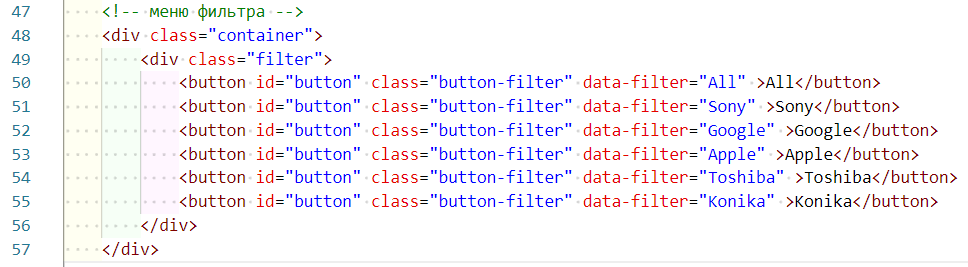 47 <!-- меню фильтра -->
48 <div class="container">
49 <div class="filter">
50 <button id="button" class="button-filter" data-filter="All" >All</button>
51 <button id="button" class="button-filter" data-filter="Sony" >Sony</button>
52 <button id="button" class="button-filter" data-filter="Google" >Google</button>
53 <button id="button" class="button-filter" data-filter="Apple" >Apple</button>
54 <button id="button" class="button-filter" data-filter="Toshiba" >Toshiba</button>
55 <button id="button" class="button-filter" data-filter="Konika" >Konika</button>
56 </div>
57 </div>